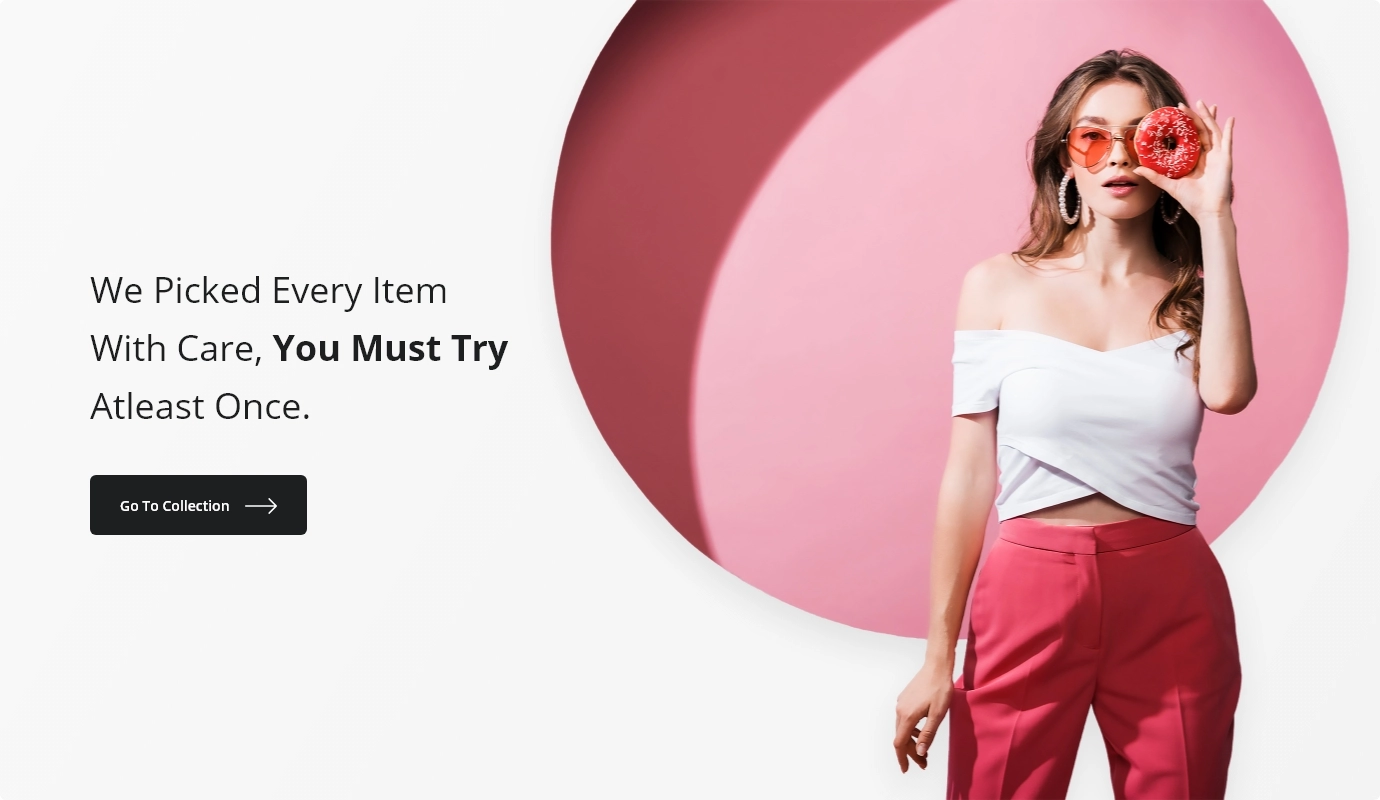 We Picked Every Item
With Care, You Must Try
Atleast Once.
Go To Collection